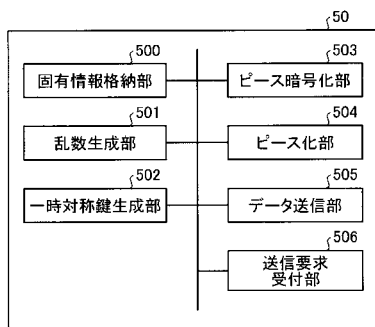 50
500
固有情報格納部
503
ピース暗号化部
501
乱数生成部
504
ピース化部
502
一時対称鍵生成部
505
データ送信部
506
送信要求
受付部